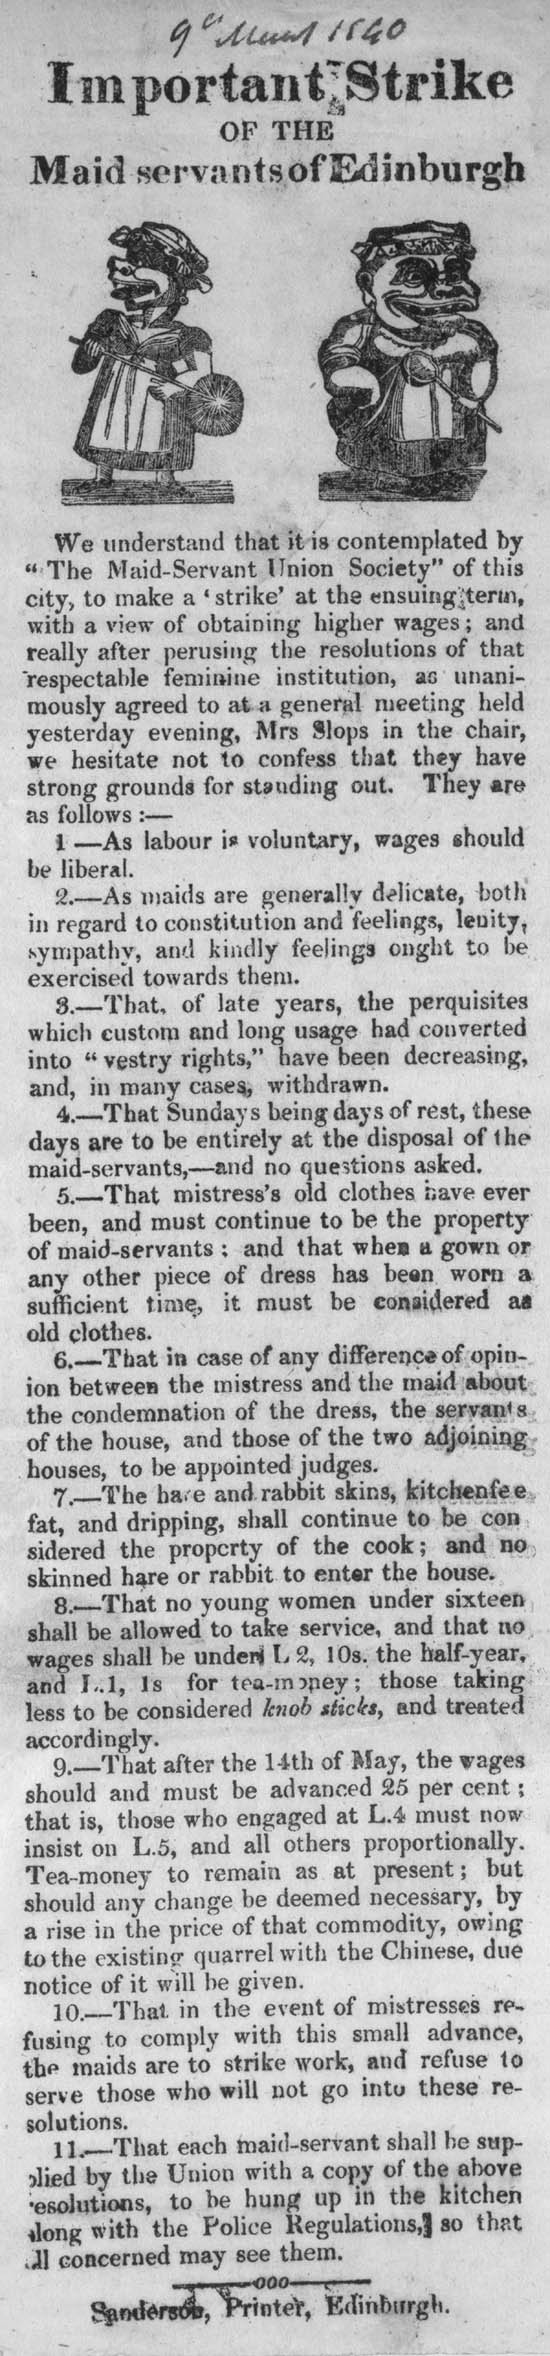 9th March 1840
Important Strike
OF THE
Maid servants of Edinburgh
We understand that it is contemplated by
"The Maid-Servant Union Society" of this
city, to make a 'strike' at the ensuing term,
with a view of obtaining higher wages; and
really after perusing the resolutions of that
respectable feminine institution, as unani-
mously agreed to at a general meeting held
yesterday evening, Mrs Slops in the chair,
we hesitate not to confess that they have
strong grounds for standing out. They are
as follows :—
1 —As labour is voluntary, wages should
be liberal.
2.—As maids are generally delicate, both
in regard to constitution and feelings, lenity,
sympathy, and kindly feelings ought to be
exercised towards them.
3.—That, of late years, the perquisites
which custom and long usage had converted
into "vestry rights," have been decreasing,
and, in many cases, withdrawn.
4.—That Sundays being days of rest, these
days are to be entirely at the disposal of the
maid-servants,—and no questions asked.
5.—That mistress's old clothes have ever
been, and must continue to be the property
of maid-servants ; and that when a gown or
any other piece of dress has been worn a
sufficient time, it must be considered as
old clothes.
6.—That in case of any difference of opin-
ion between the mistress and the maid about
the condemnation of the dress, the servants
of the house, and those of the two adjoining
houses, to be appointed judges.
7.—The hare and rabbit skins, kitchenfee
fat, and dripping, shall continue to be con
sidered the property of the cook; and no
skinned hare or rabbit to enter the house.
8.—That no young women under sixteen
shall be allowed to take service, and that no
wages shall be under L 2, 10s. the half-year,
and L.1, 1s for tea-money; those taking
less to be considered knob sticks, and treated
accordingly.
9.—That after the 14th of May, the wages
should and must be advanced 25 per cent ;
that is, those who engaged at L.4 must now
insist on L.5, and all others proportionally.
Tea-money to remain as at present; but
should any change be deemed necessary, by
a rise in the price of that commodity, owing
to the existing quarrel with the Chinese, due
notice of it will be given.
10.—That in the event of mistresses re-
fusing to comply with this small advance,
the maids are to strike work, and refuse to
serve those who will not go into these re-
solutions.
11.—That each maid-servant shall be sup-
plied by the Union with a copy of the above
resolutions, to be hung up in the kitchen
along with the Police Regulations, so that
all concerned may see them.
ooo
Sanderson, Printer, Edinburgh.